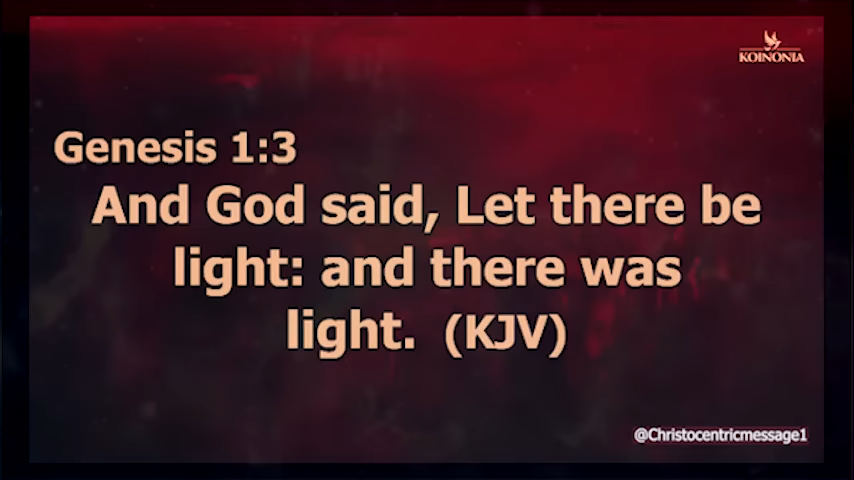 KOINONIA
Genesis 1:3
And God said, Let there be
light: and there was
light. (KJV)
@Christocentricmessage1